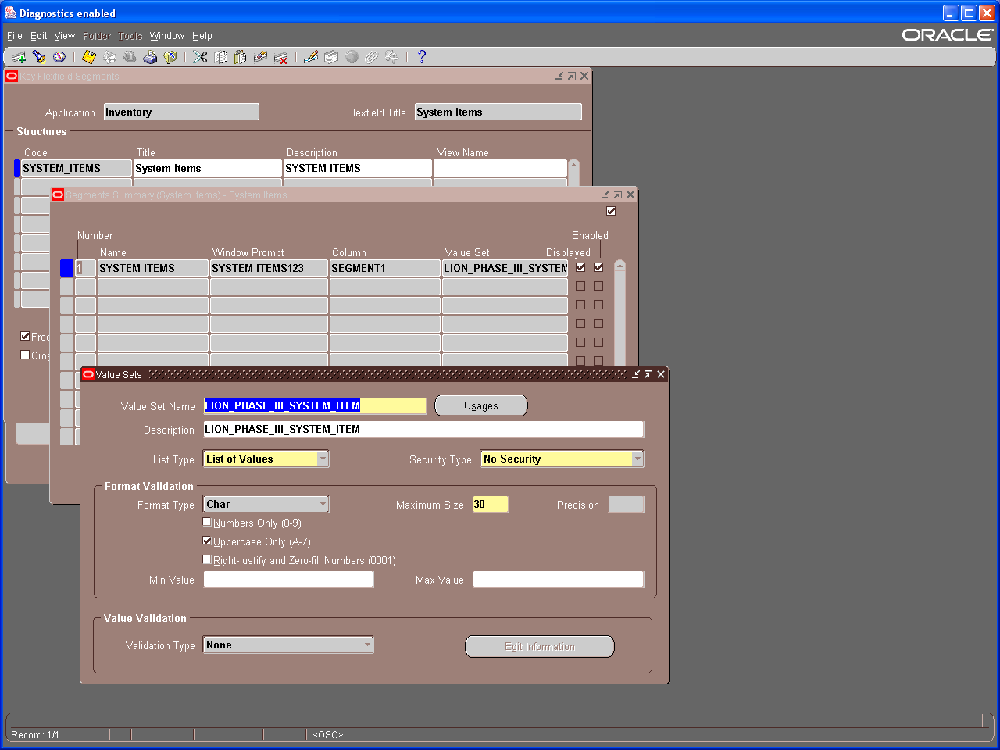 Diagnostics enabled
File Edit View Folder Tools Window Help
ORACLE
Key Flexfield Segments
Application Inventory Flexfield Title System Items
Structures
Code Title Description View Name
SYSTEM_ITEMS System Items SYSTEM ITEMS
Segments Summary (System Items) - System Items
Number Enabled
Name Window Prompt Column Value Set Displayed
1 SYSTEM ITEMS SYSTEM ITEMS123 SEGMENT1 LION_PHASE_III_SYSTEM
Free
Cros
Value Sets
Value Set Name LION_PHASE_III_SYSTEM_ITEM Usages
Description LION_PHASE_III_SYSTEM_ITEM
List Type List of Values Security Type No Security
Format Validation
Format Type Char Maximum Size 30 Precision
Numbers Only (0-9)
Uppercase Only (A-Z)
Right-justify and Zero-fill Numbers (0001)
Min Value Max Value
Value Validation
Validation Type None Edit Information
Record: 1/1 ... <OSC>